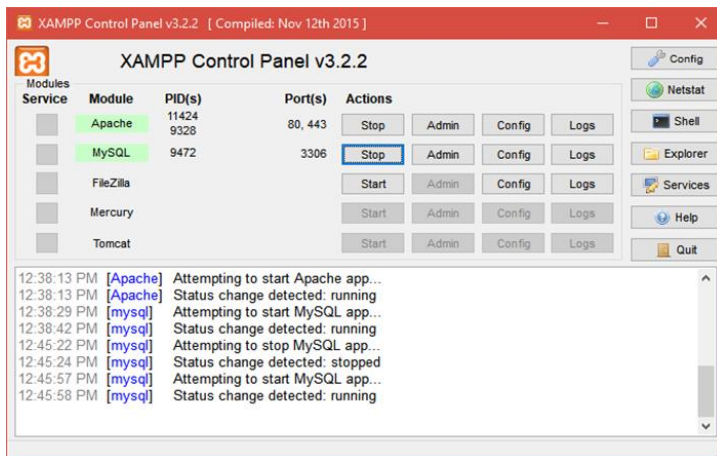 XAMPP Control Panel v3.2.2 [ Compiled: Nov 12th 2015 ]
XAMPP Control Panel v3.2.2
Config
Modules
Service Module PID(s) Port(s) Actions
Netstat
Apache 11424 9328 80, 443 Stop Admin Config Logs
Shell
MySQL 9472 3306 Stop Admin Config Logs
Explorer
FileZilla Start Admin Config Logs
Services
Mercury Start Admin Config Logs
Help
Tomcat Start Admin Config Logs
Quit
12:38:13 PM [Apache] Attempting to start Apache app...
12:38:13 PM [Apache] Status change detected: running
12:38:29 PM [mysql] Attempting to start MySQL app...
12:38:42 PM [mysql] Status change detected: running
12:45:22 PM [mysql] Attempting to stop MySQL app...
12:45:24 PM [mysql] Status change detected: stopped
12:45:57 PM [mysql] Attempting to start MySQL app...
12:45:58 PM [mysql] Status change detected: running